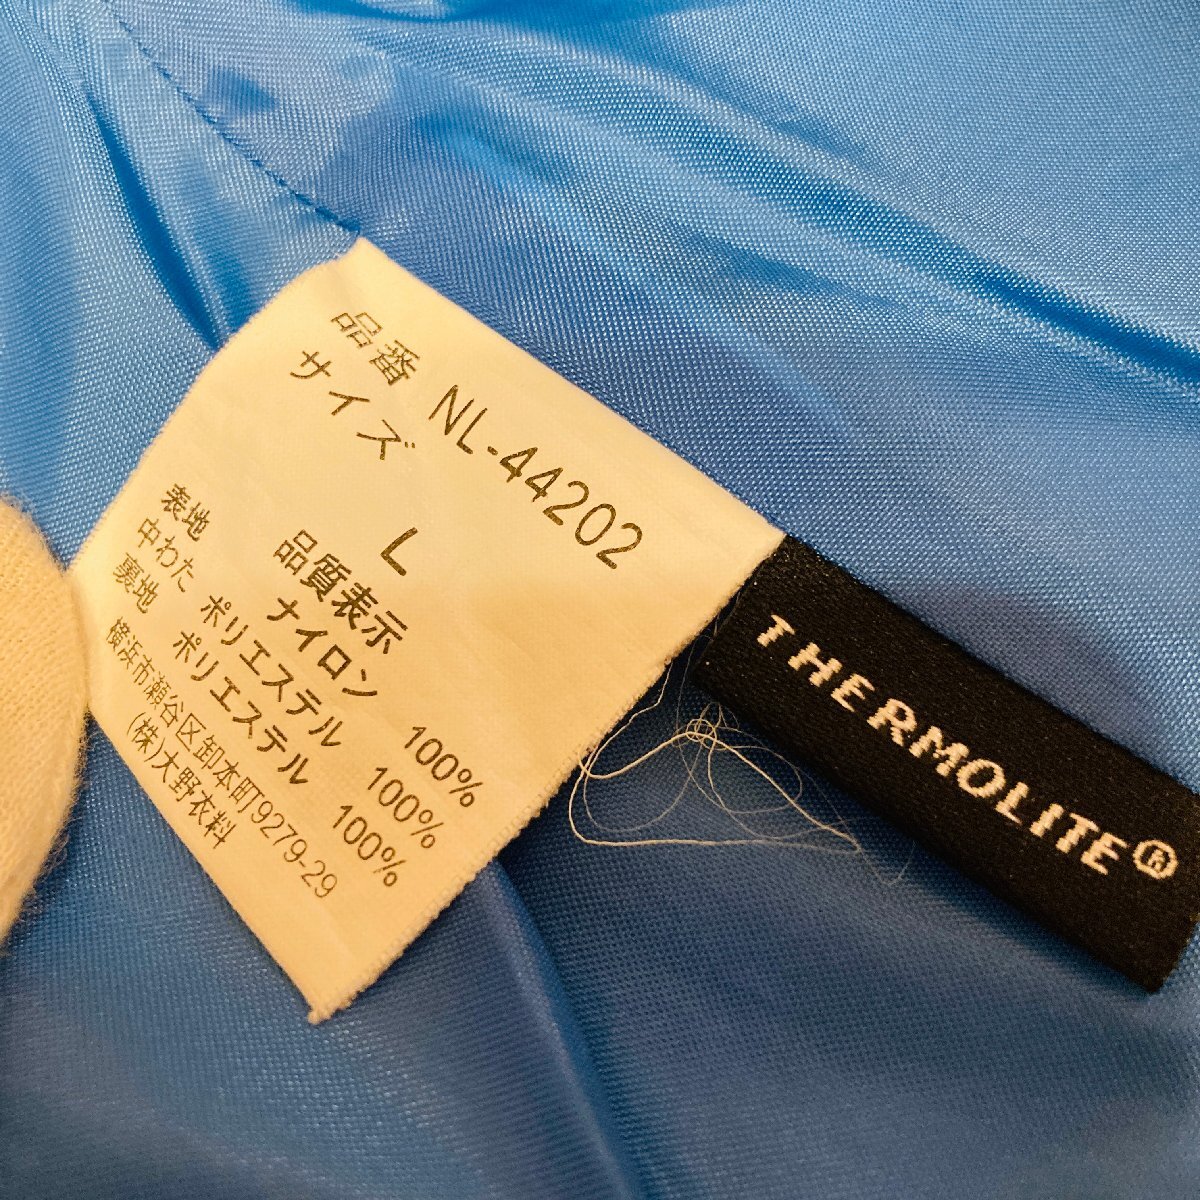 品番 NL-44202
サイズ
L
品質表示
表地 ナイロン 100%
中わた ポリエステル 100%
裏地 ポリエステル 100%
横浜市瀬谷区卸本町9279-29
(株)大野衣料
THERMOLITE®